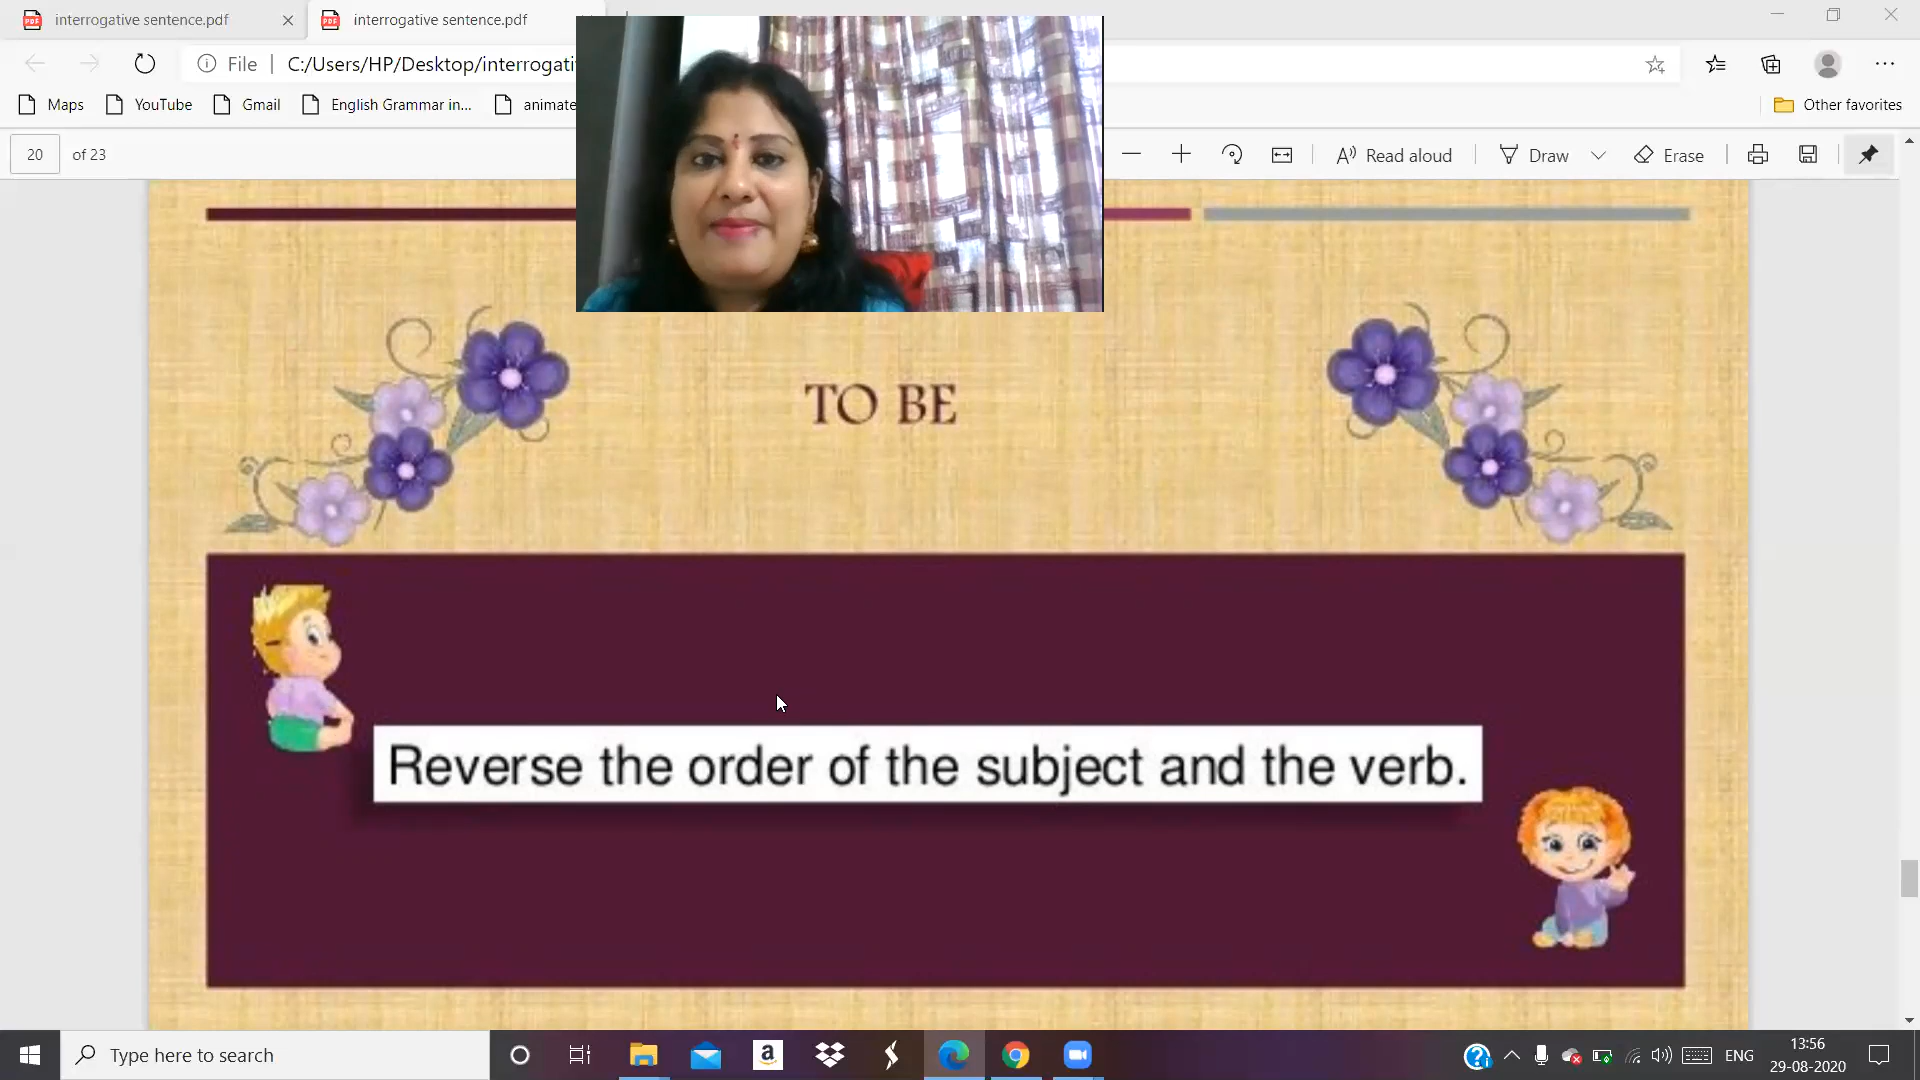 interrogative sentence.pdf
interrogative sentence.pdf
File
C:/Users/HP/Desktop/interrogati
Maps
YouTube
Gmail
English Grammar in...
animate
Other favorites
20
of 23
Read aloud
Draw
Erase
TO BE
Reverse the order of the subject and the verb.
Type here to search
ENG
13:56
29-08-2020